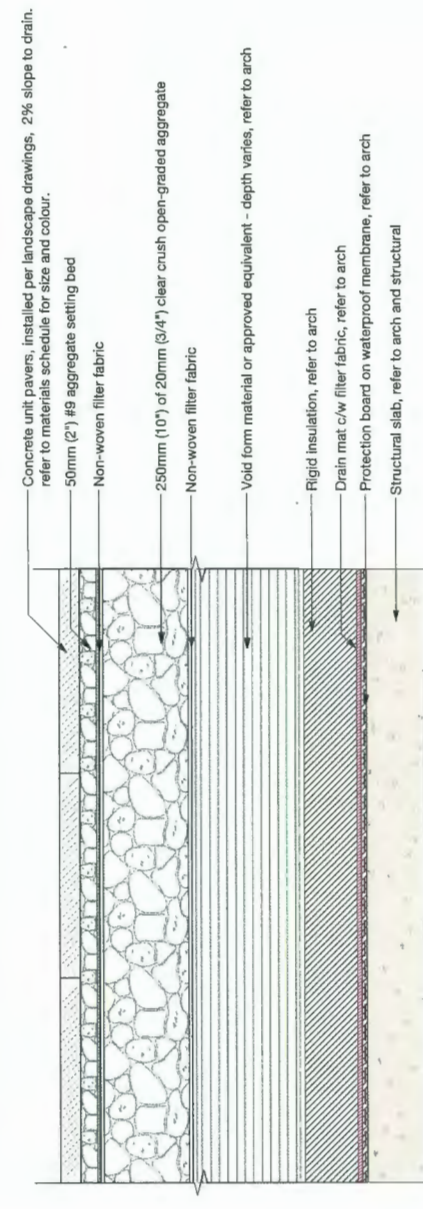 Concrete unit pavers, installed per landscape drawings, 2% slope to drain.
refer to materials schedule for size and colour.
50mm (2") #9 aggregate setting bed
Non-woven filter fabric
250mm (10") of 20mm (3/4") clear crush open-graded aggregate
Non-woven filter fabric
Void form material or approved equivalent - depth varies, refer to arch
Rigid insulation, refer to arch
Drain mat c/w filter fabric, refer to arch
Protection board on waterproof membrane, refer to arch
Structural slab, refer to arch and structural